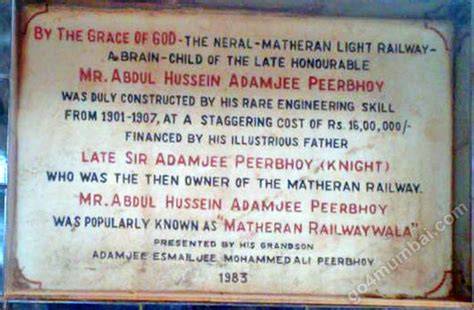 BY THE GRACE OF GOD-THE NERAL-MATHERAN LIGHT RAILWAY-
A BRAIN-CHILD OF THE LATE HONOURABLE
MR. ABDUL HUSSEIN ADAMJEE PEERBHOY
WAS DULY CONSTRUCTED BY HIS RARE ENGINEERING SKILL
FROM 1901-1907, AT A STAGGERING COST OF RS. 16,00,000/-
FINANCED BY HIS ILLUSTRIOUS FATHER
LATE SIR ADAMJEE PEERBHOY (KNIGHT)
WHO WAS THE THEN OWNER OF THE MATHERAN RAILWAY.
MR. ABDUL HUSSEIN ADAMJEE PEERBHOY
WAS POPULARLY KNOWN AS "MATHERAN RAILWAYWALA".
PRESENTED BY HIS GRANDSON
ADAMJEE ESMAILJEE MOHAMMEDALI PEERBHOY
1983
go4mumbai.com